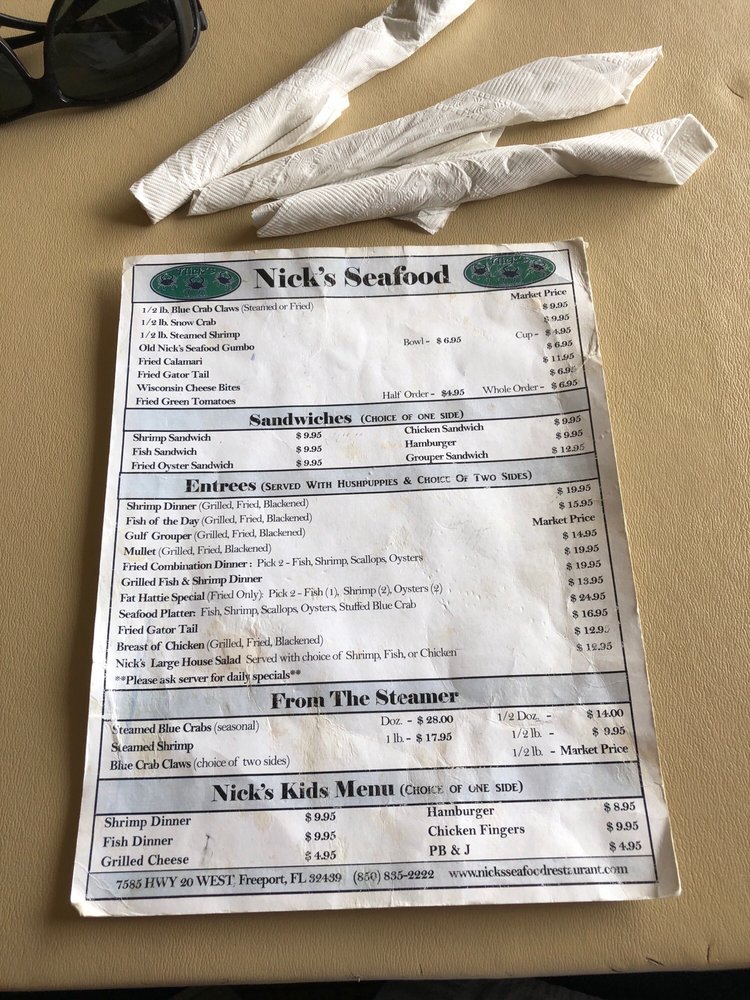 Nick's Nick's Seafood Nick's
1/2 lb. Blue Crab Claws (Steamed or Fried) Market Price
1/2 lb. Snow Crab $ 9.95
1/2 lb. Steamed Shrimp $ 9.95
Old Nick's Seafood Gumbo Bowl - $ 6.95 Cup - $ 4.95
Fried Calamari $ 6.95
Fried Gator Tail $ 11.95
Wisconsin Cheese Bites $ 6.95
Fried Green Tomatoes Half Order - $4.95 Whole Order - $ 6.95
Sandwiches (Choice of one side)
Shrimp Sandwich $ 9.95 Chicken Sandwich $ 9.95
Fish Sandwich $ 9.95 Hamburger $ 9.95
Fried Oyster Sandwich $ 9.95 Grouper Sandwich $ 12.95
Entrees (Served With Hushpuppies & Choice Of Two Sides)
Shrimp Dinner (Grilled, Fried, Blackened) $ 19.95
Fish of the Day (Grilled, Fried, Blackened) $ 15.95
Gulf Grouper (Grilled, Fried, Blackened) Market Price
Mullet (Grilled, Fried, Blackened) $ 14.95
Fried Combination Dinner : Pick 2 - Fish, Shrimp, Scallops, Oysters $ 19.95
Grilled Fish & Shrimp Dinner $ 19.95
Fat Hattie Special (Fried Only): Pick 2 - Fish (1), Shrimp (2), Oysters (2) $ 13.95
Seafood Platter: Fish, Shrimp, Scallops, Oysters, Stuffed Blue Crab $ 24.95
Fried Gator Tail $ 16.95
Breast of Chicken (Grilled, Fried, Blackened) $ 12.95
Nick's Large House Salad Served with choice of Shrimp, Fish, or Chicken $ 12.95
**Please ask server for daily specials**
From The Steamer
Steamed Blue Crabs (seasonal) Doz. - $ 28.00 1/2 Doz. - $ 14.00
Steamed Shrimp 1 lb. - $ 17.95 1/2 lb. - $ 9.95
Blue Crab Claws (choice of two sides) 1/2 lb. - Market Price
Nick's Kids Menu (Choice of one side)
Shrimp Dinner $ 9.95 Hamburger $ 8.95
Fish Dinner $ 9.95 Chicken Fingers $ 9.95
Grilled Cheese $ 4.95 PB & J $ 4.95
7585 HWY 20 WEST, Freeport, FL 32439 (850) 835-2222 www.nicksseafoodrestaurant.com